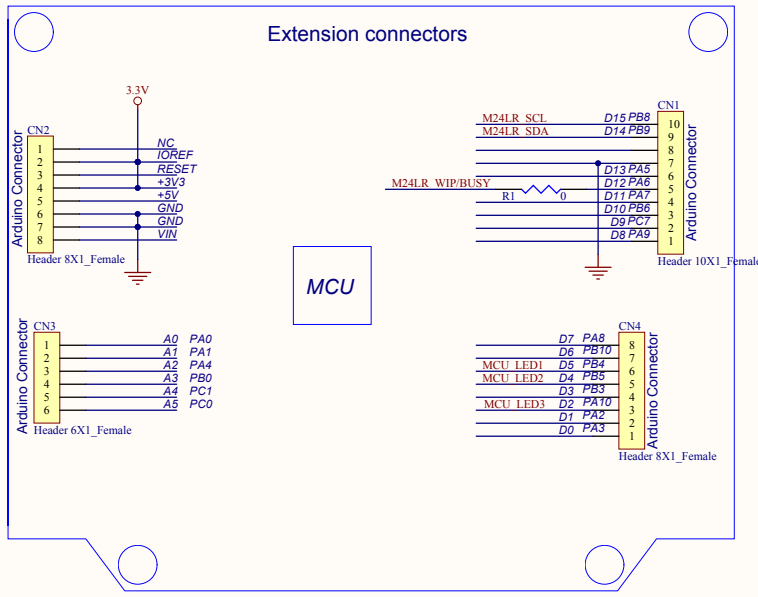 Extension connectors
3.3V
CN2
Arduino Connector
1 NC
2 IOREF
3 RESET
4 +3V3
5 +5V
6 GND
7 GND
8 VIN
Header 8X1_Female
CN1
M24LR_SCL D15 PB8 10
M24LR_SDA D14 PB9 9
8
7
D13 PA5 6
M24LR_WIP/BUSY R1 0 D12 PA6 5
D11 PA7 4
D10 PB6 3
D9 PC7 2
D8 PA9 1
Arduino Connector
Header 10X1_Female
MCU
CN3
Arduino Connector
1 A0 PA0
2 A1 PA1
3 A2 PA4
4 A3 PB0
5 A4 PC1
6 A5 PC0
Header 6X1_Female
CN4
D7 PA8 8
D6 PB10 7
MCU_LED1 D5 PB4 6
MCU_LED2 D4 PB5 5
D3 PB3 4
MCU_LED3 D2 PA10 3
D1 PA2 2
D0 PA3 1
Arduino Connector
Header 8X1_Female